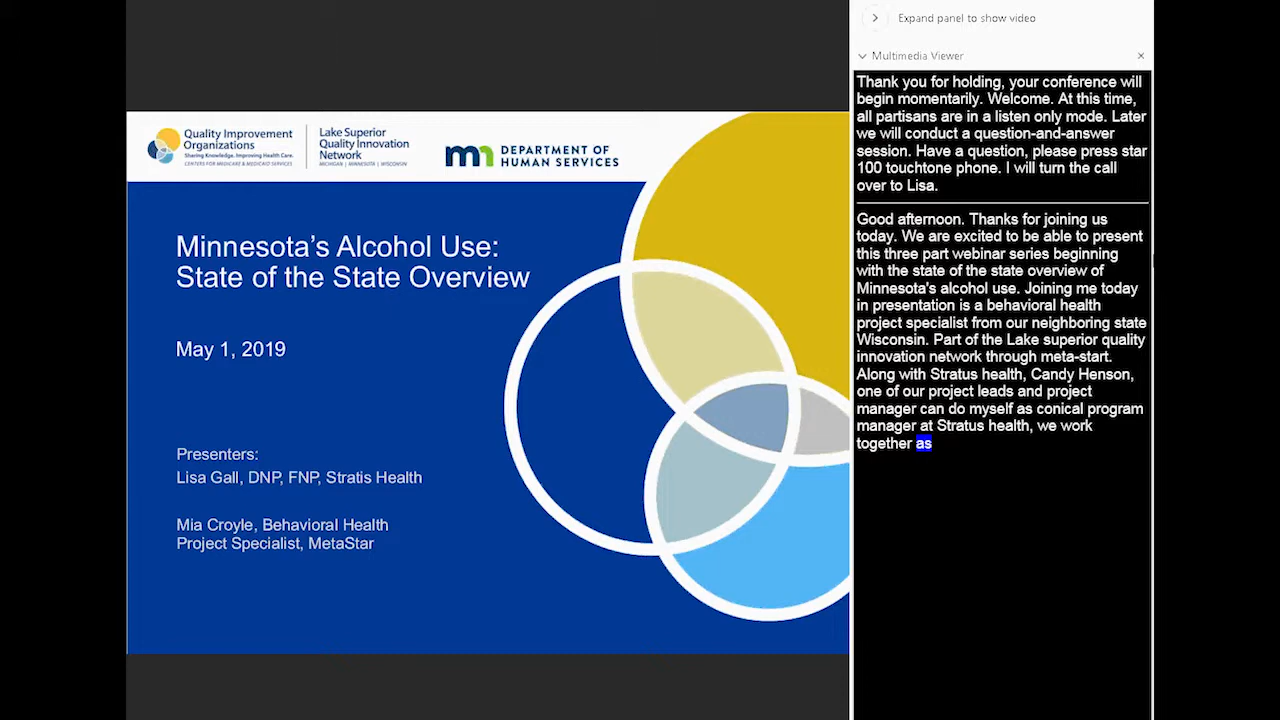 Expand panel to show video
Multimedia Viewer
Quality Improvement
Organizations
Sharing Knowledge. Improving Health Care.
CENTERS FOR MEDICARE & MEDICAID SERVICES
Lake Superior
Quality Innovation
Network
MICHIGAN | MINNESOTA | WISCONSIN
mn DEPARTMENT OF
HUMAN SERVICES
Minnesota's Alcohol Use:
State of the State Overview
May 1, 2019
Presenters:
Lisa Gall, DNP, FNP, Stratis Health
Mia Croyle, Behavioral Health
Project Specialist, MetaStar
Thank you for holding, your conference will
begin momentarily. Welcome. At this time,
all partisans are in a listen only mode. Later
we will conduct a question-and-answer
session. Have a question, please press star
100 touchtone phone. I will turn the call
over to Lisa.
Good afternoon. Thanks for joining us
today. We are excited to be able to present
this three part webinar series beginning
with the state of the state overview of
Minnesota's alcohol use. Joining me today
in presentation is a behavioral health
project specialist from our neighboring state
Wisconsin. Part of the Lake superior quality
innovation network through meta-start.
Along with Stratus health, Candy Henson,
one of our project leads and project
manager can do myself as conical program
manager at Stratus health, we work
together as